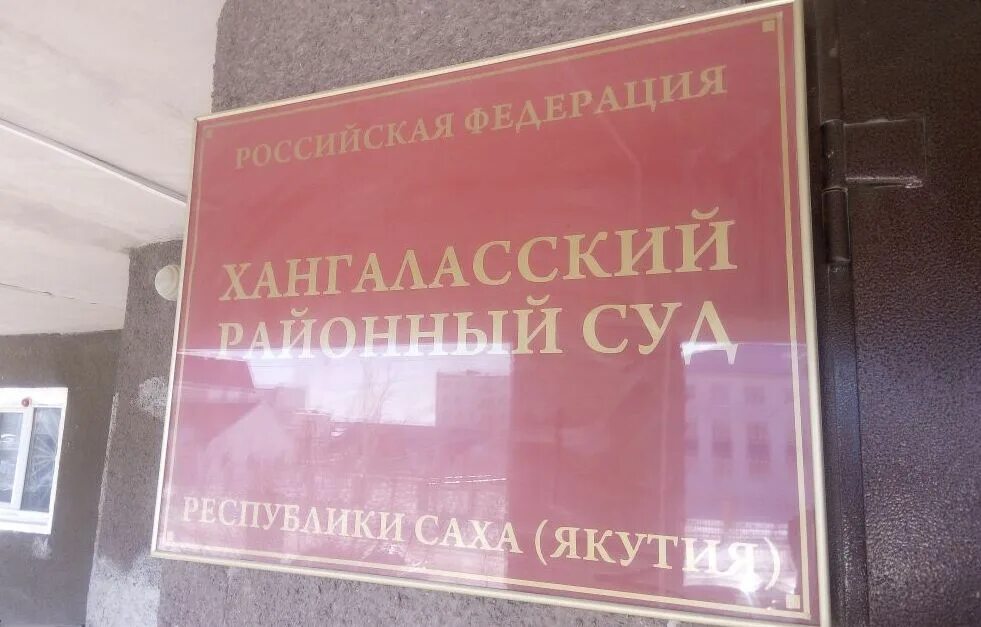 РОССИЙСКАЯ ФЕДЕРАЦИЯ
ХАНГАЛАССКИЙ
РАЙОННЫЙ СУД
РЕСПУБЛИКИ САХА (ЯКУТИЯ)